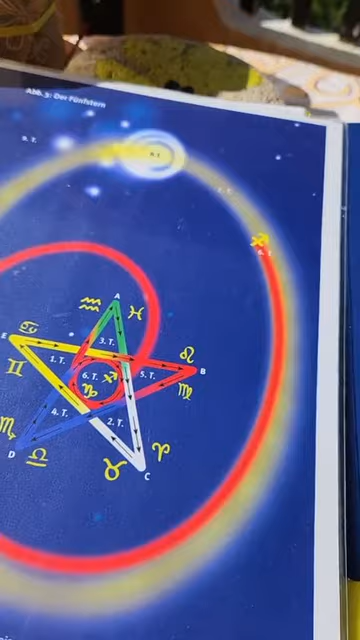 Abb. 3: Der Fünfstern
A
♒ ♓
3. T.
E ♋
♊
1. T.
5. T.
♌
B
♍
6. T. ♐
♑
4. T.
2. T.
♏
D ♎
♉ ♈
C